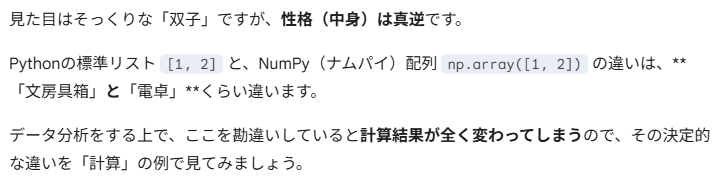 見た目はそっくりな「双子」ですが、性格（中身）は真逆です。
Pythonの標準リスト [1, 2] と、NumPy（ナムパイ）配列 np.array([1, 2]) の違いは、**
「文房具箱」と「電卓」**くらい違います。
データ分析をする上で、ここを勘違いしていると計算結果が全く変わってしまうので、その決定的
な違いを「計算」の例で見てみましょう。